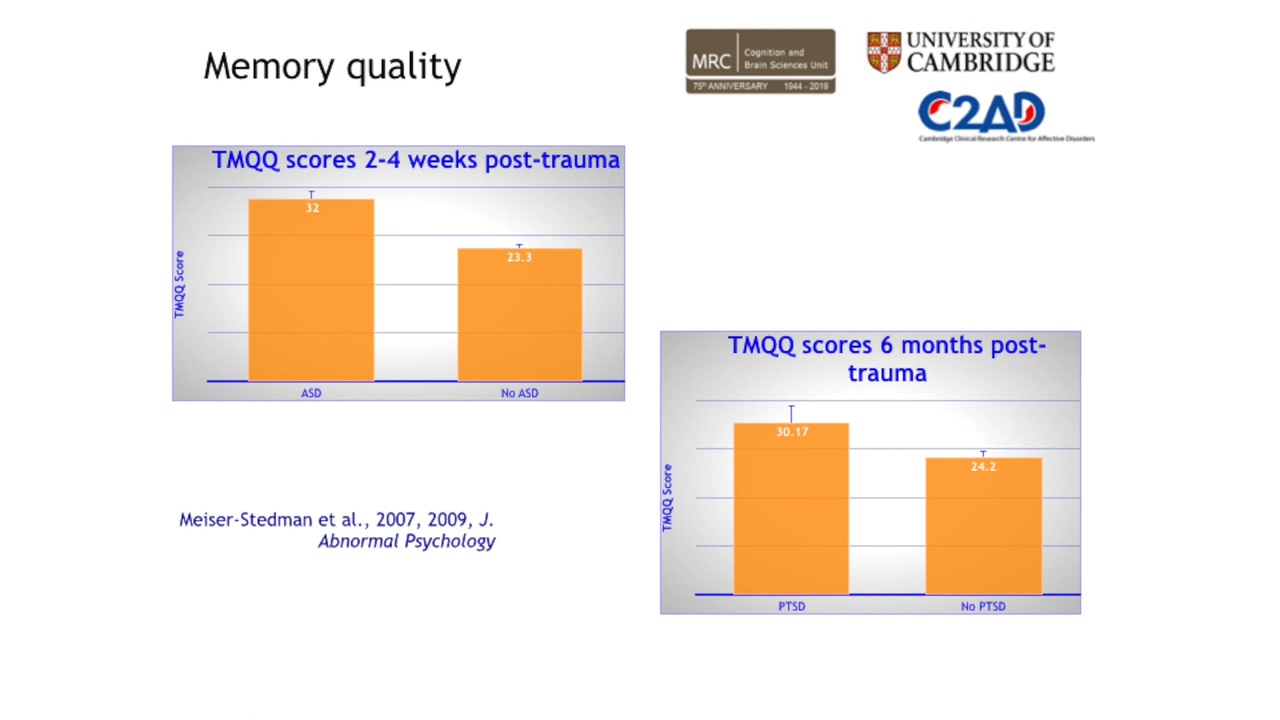 Memory quality
MRC
Cognition and
Brain Sciences Unit
75th ANNIVERSARY 1944 - 2019
UNIVERSITY OF
CAMBRIDGE
C2AD
Cambridge Clinical Research Centre for Affective Disorders
TMQQ scores 2-4 weeks post-trauma
TMQQ Score
32
23.3
ASD
No ASD
TMQQ scores 6 months post-
trauma
TMQQ Score
30.17
24.2
PTSD
No PTSD
Meiser-Stedman et al., 2007, 2009, J.
Abnormal Psychology